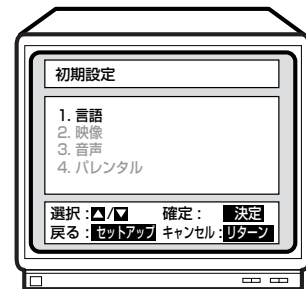 初期設定
1. 言語
2. 映像
3. 音声
4. パレンタル
選択：▲/▼ 確定： 決定
戻る：セットアップ キャンセル：リターン